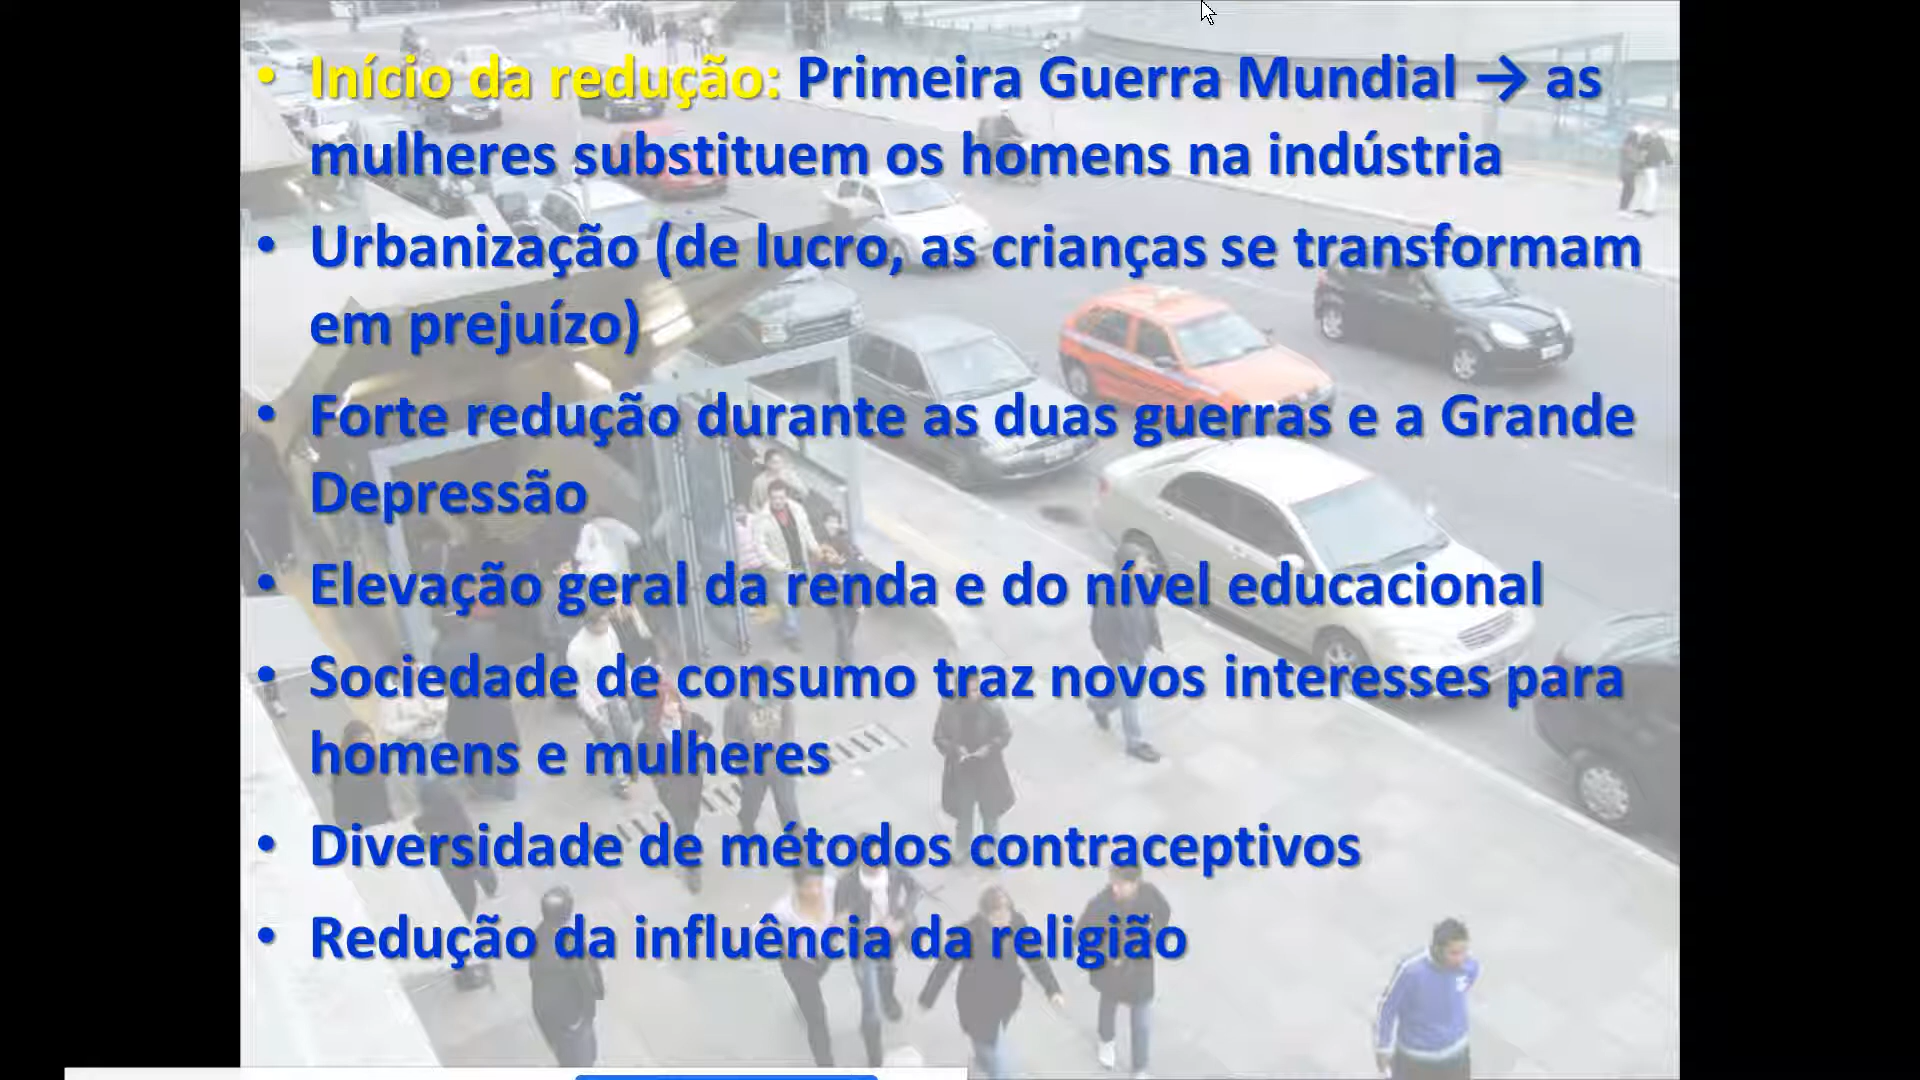 • Início da redução: Primeira Guerra Mundial → as
mulheres substituem os homens na indústria
• Urbanização (de lucro, as crianças se transformam
em prejuízo)
• Forte redução durante as duas guerras e a Grande
Depressão
• Elevação geral da renda e do nível educacional
• Sociedade de consumo traz novos interesses para
homens e mulheres
• Diversidade de métodos contraceptivos
• Redução da influência da religião